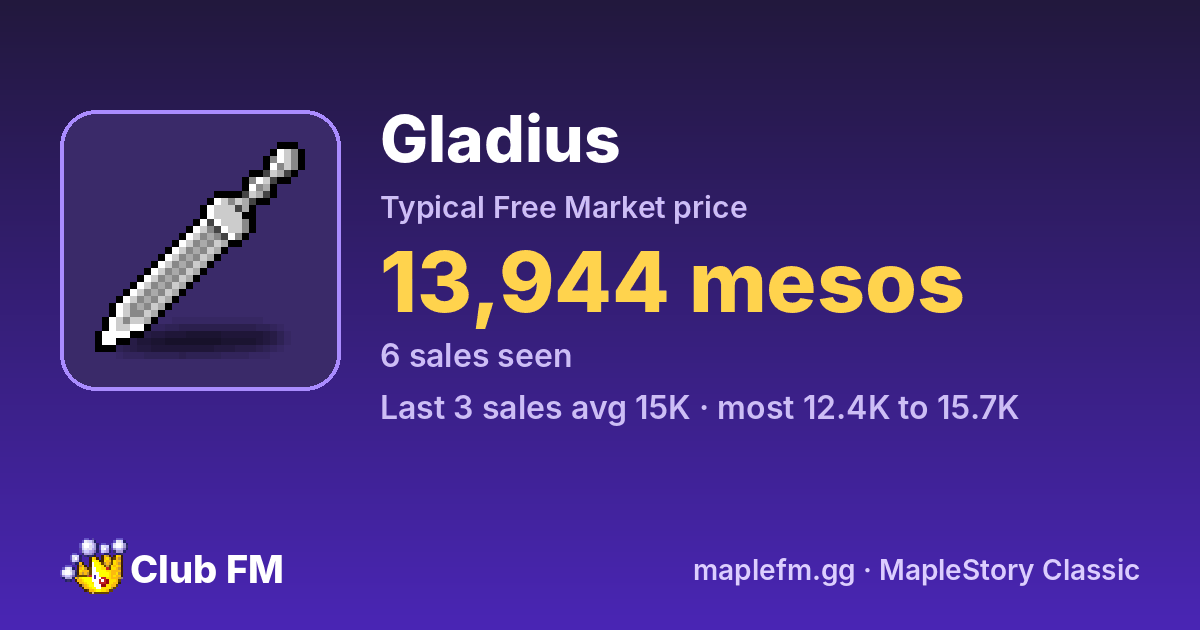 Gladius
Typical Free Market price
13,944 mesos
6 sales seen
Last 3 sales avg 15K · most 12.4K to 15.7K
Club FM
maplefm.gg · MapleStory Classic